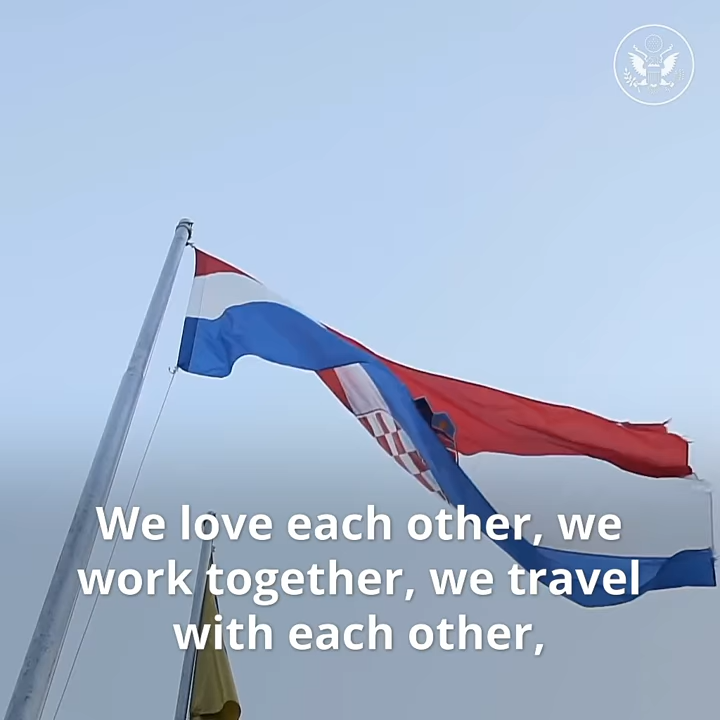 We love each other, we
work together, we travel
with each other,